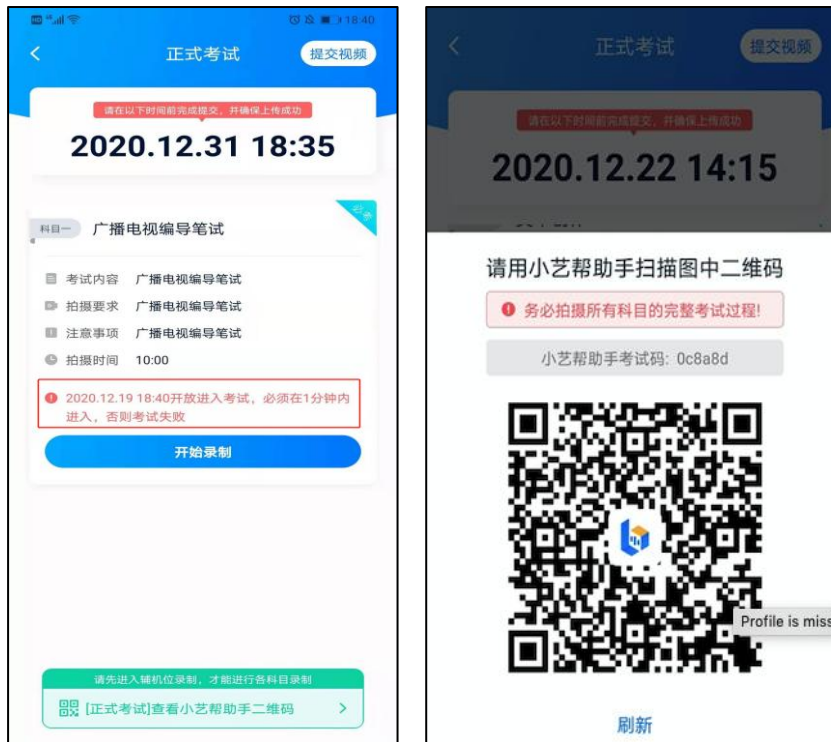 HD 18:40
正式考试
提交视频
请在以下时间前完成提交，并确保上传成功
2020.12.31 18:35
必考
科目一 广播电视编导笔试
考试内容 广播电视编导笔试
拍摄要求 广播电视编导笔试
注意事项 广播电视编导笔试
拍摄时间 10:00
2020.12.19 18:40开放进入考试，必须在1分钟内
进入，否则考试失败
开始录制
请先进入辅机位录制，才能进行各科目录制
[正式考试]查看小艺帮助手二维码
正式考试
提交视频
请在以下时间前完成提交，并确保上传成功
2020.12.22 14:15
请用小艺帮助手扫描图中二维码
务必拍摄所有科目的完整考试过程!
小艺帮助手考试码: 0c8a8d
Profile is miss
刷新